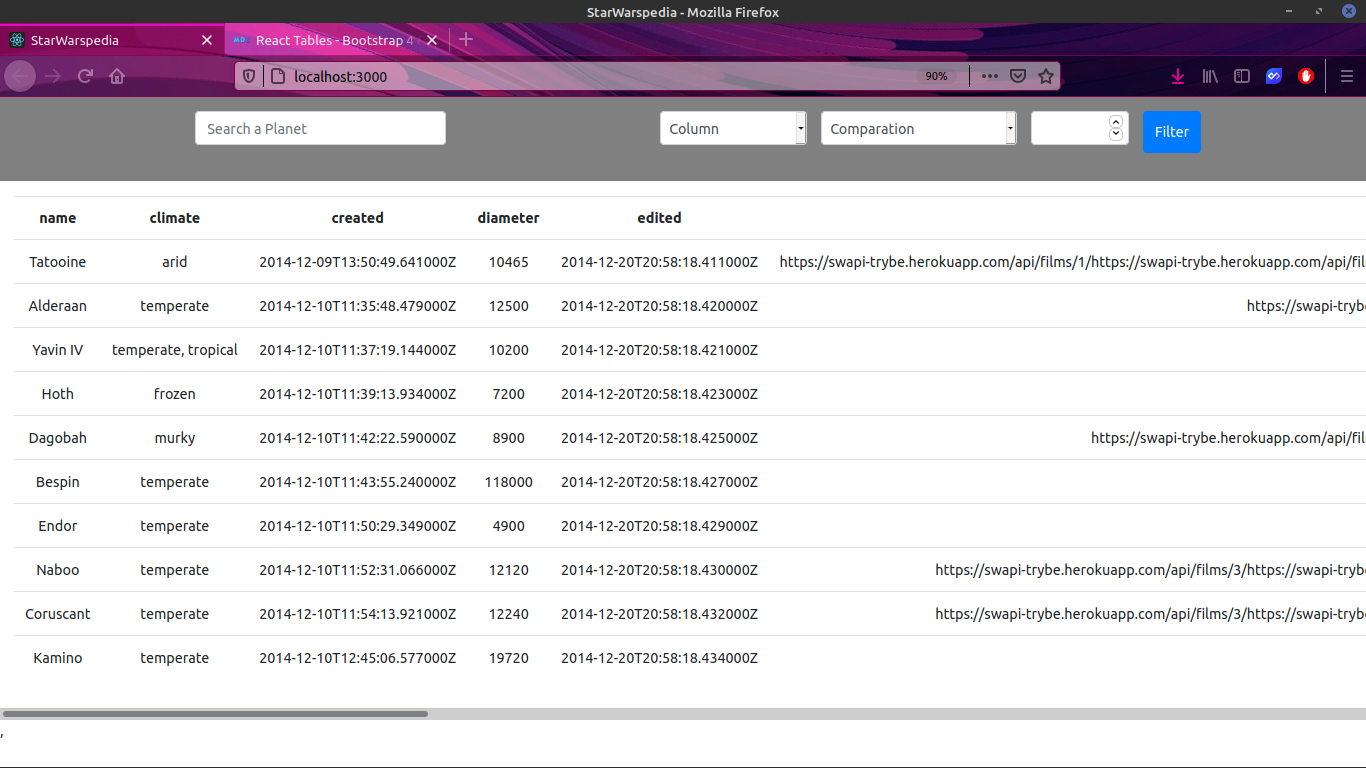 StarWarspedia - Mozilla Firefox
StarWarspedia React Tables - Bootstrap 4
localhost:3000 90%
Search a Planet Column Comparation Filter
name climate created diameter edited
Tatooine arid 2014-12-09T13:50:49.641000Z 10465 2014-12-20T20:58:18.411000Z https://swapi-trybe.herokuapp.com/api/films/1/https://swapi-trybe.herokuapp.com/api/fil
Alderaan temperate 2014-12-10T11:35:48.479000Z 12500 2014-12-20T20:58:18.420000Z https://swapi-trybe
Yavin IV temperate, tropical 2014-12-10T11:37:19.144000Z 10200 2014-12-20T20:58:18.421000Z
Hoth frozen 2014-12-10T11:39:13.934000Z 7200 2014-12-20T20:58:18.423000Z
Dagobah murky 2014-12-10T11:42:22.590000Z 8900 2014-12-20T20:58:18.425000Z https://swapi-trybe.herokuapp.com/api/fil
Bespin temperate 2014-12-10T11:43:55.240000Z 118000 2014-12-20T20:58:18.427000Z
Endor temperate 2014-12-10T11:50:29.349000Z 4900 2014-12-20T20:58:18.429000Z
Naboo temperate 2014-12-10T11:52:31.066000Z 12120 2014-12-20T20:58:18.430000Z https://swapi-trybe.herokuapp.com/api/films/3/https://swapi-trybe
Coruscant temperate 2014-12-10T11:54:13.921000Z 12240 2014-12-20T20:58:18.432000Z https://swapi-trybe.herokuapp.com/api/films/3/https://swapi-trybe
Kamino temperate 2014-12-10T12:45:06.577000Z 19720 2014-12-20T20:58:18.434000Z
,